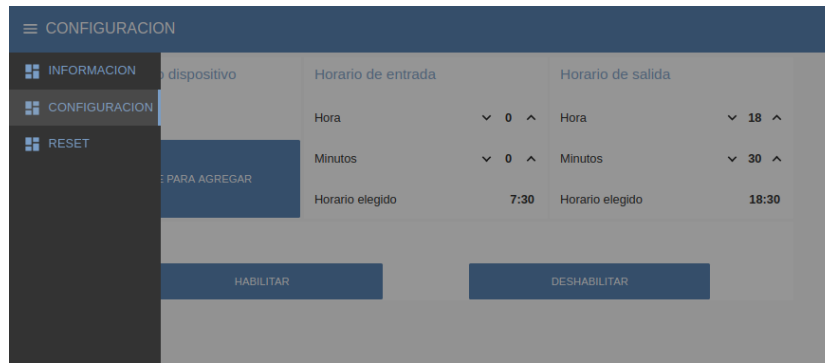 CONFIGURACION
INFORMACION
CONFIGURACION
RESET
dispositivo
PARA AGREGAR
Horario de entrada
Hora 0
Minutos 0
Horario elegido 7:30
Horario de salida
Hora 18
Minutos 30
Horario elegido 18:30
HABILITAR
DESHABILITAR